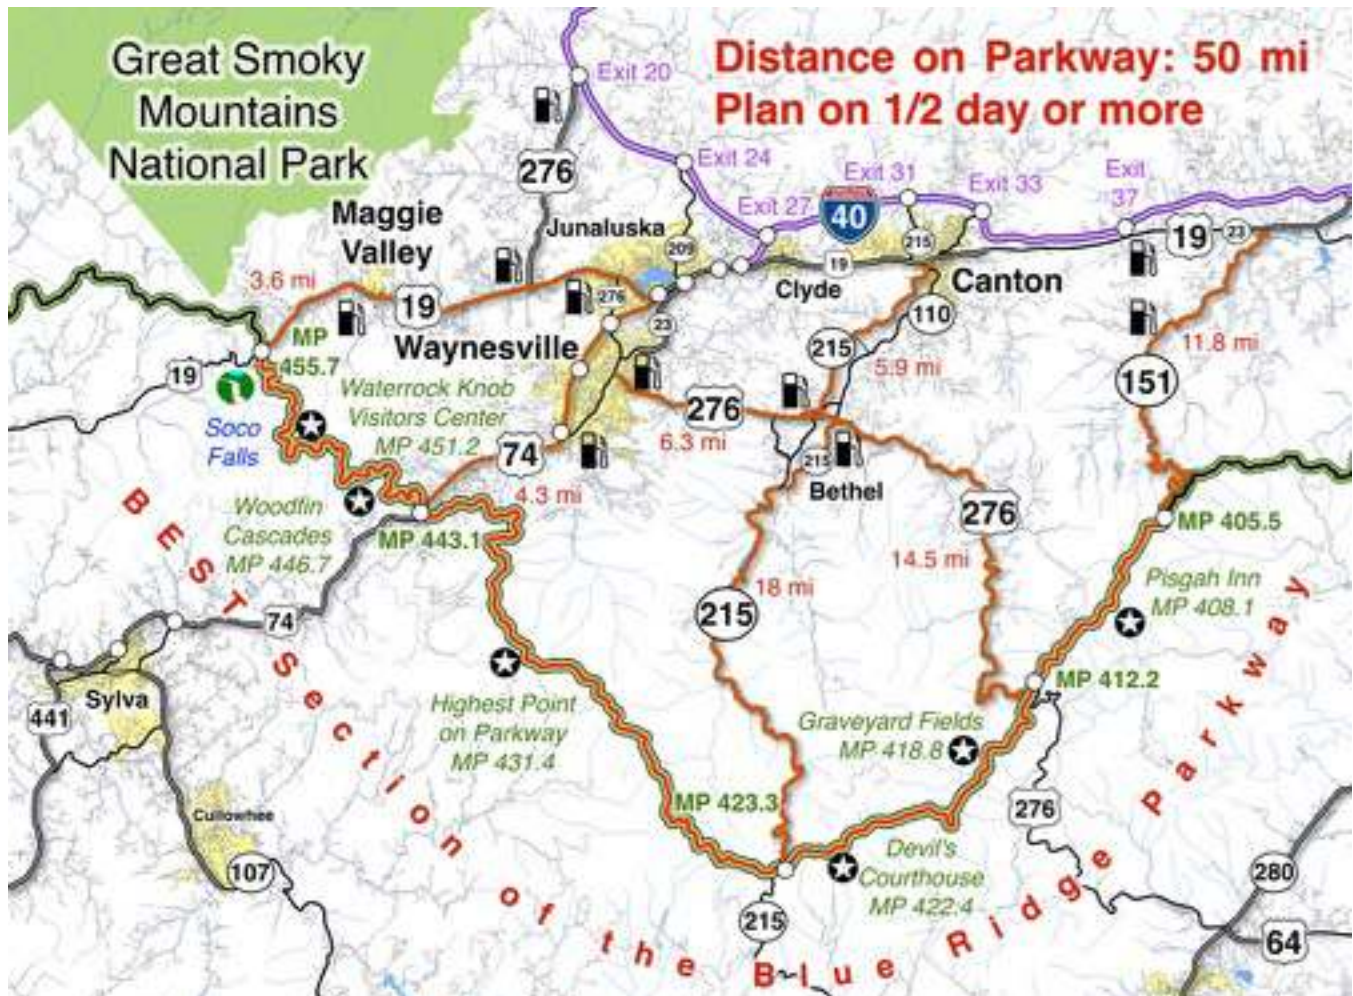 Great Smoky
Mountains
National Park
Distance on Parkway: 50 mi
Plan on 1/2 day or more
Exit 20
276
Exit 24
Exit 27
40
Exit 31
Exit 33
Exit
37
Maggie
Valley
Junaluska
209
215
19
23
3.6 mi
19
276
23
Clyde
19
Canton
110
MP
455.7
19
Waynesville
215
5.9 mi
151
11.8 mi
Soco
Falls
Waterrock Knob
Visitors Center
MP 451.2
74
4.3 mi
276
6.3 mi
215
Bethel
276
14.5 mi
Woodfin
Cascades
MP 446.7
MP 443.1
MP 405.5
Pisgah Inn
MP 408.1
74
215
18 mi
Sylva
441
Highest Point
on Parkway
MP 431.4
MP 412.2
Graveyard Fields
MP 418.8
MP 423.3
276
Cullowhee
107
Devil's
Courthouse
MP 422.4
215
280
64
BEST Section of the Blue Ridge Parkway